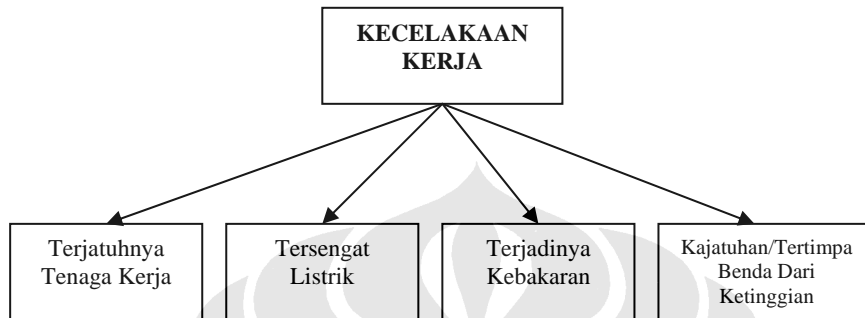 KECELAKAAN
KERJA
Terjatuhnya
Tenaga Kerja
Tersengat
Listrik
Terjadinya
Kebakaran
Kajatuhan/Tertimpa
Benda Dari
Ketinggian